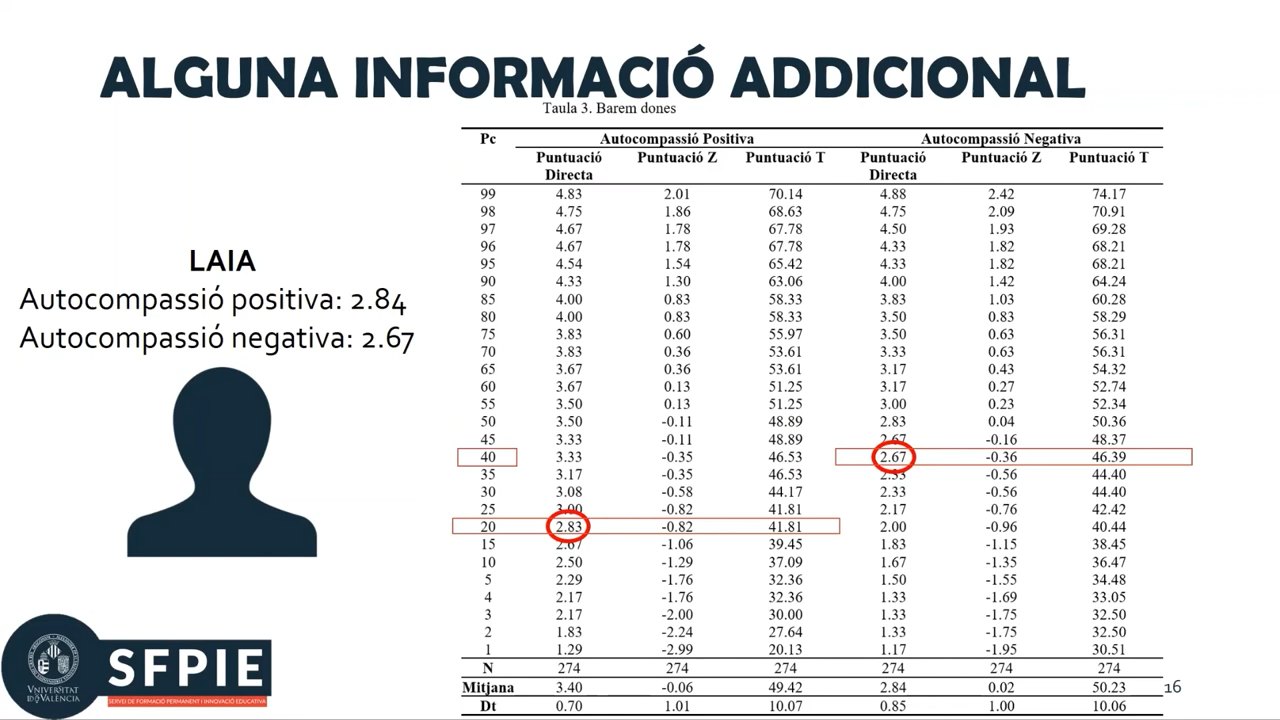 ALGUNA INFORMACIÓ ADDICIONAL
Taula 3. Barem dones
LAIA
Autocompassió positiva: 2.84
Autocompassió negativa: 2.67
Pc Autocompassió Positiva Autocompassió Negativa
Puntuació Directa Puntuació Z Puntuació T Puntuació Directa Puntuació Z Puntuació T
99 4.83 2.01 70.14 4.88 2.42 74.17
98 4.75 1.86 68.63 4.75 2.09 70.91
97 4.67 1.78 67.78 4.50 1.93 69.28
96 4.67 1.78 67.78 4.33 1.82 68.21
95 4.54 1.54 65.42 4.33 1.82 68.21
90 4.33 1.30 63.06 4.00 1.42 64.24
85 4.00 0.83 58.33 3.83 1.03 60.28
80 4.00 0.83 58.33 3.50 0.83 58.29
75 3.83 0.60 55.97 3.50 0.63 56.31
70 3.83 0.36 53.61 3.33 0.63 56.31
65 3.67 0.36 53.61 3.17 0.43 54.32
60 3.67 0.13 51.25 3.17 0.27 52.74
55 3.50 0.13 51.25 3.00 0.23 52.34
50 3.50 -0.11 48.89 2.83 0.04 50.36
45 3.33 -0.11 48.89 2.67 -0.16 48.37
40 3.33 -0.35 46.53 2.67 -0.36 46.39
35 3.17 -0.35 46.53 2.33 -0.56 44.40
30 3.08 -0.58 44.17 2.33 -0.56 44.40
25 3.00 -0.82 41.81 2.17 -0.76 42.42
20 2.83 -0.82 41.81 2.00 -0.96 40.44
15 2.67 -1.06 39.45 1.83 -1.15 38.45
10 2.50 -1.29 37.09 1.67 -1.35 36.47
5 2.29 -1.76 32.36 1.50 -1.55 34.48
4 2.17 -1.76 32.36 1.33 -1.69 33.05
3 2.17 -2.00 30.00 1.33 -1.75 32.50
2 1.83 -2.24 27.64 1.33 -1.75 32.50
1 1.29 -2.99 20.13 1.17 -1.95 30.51
N 274 274 274 274 274 274
Mitjana 3.40 -0.06 49.42 2.84 0.02 50.23
Dt 0.70 1.01 10.07 0.85 1.00 10.06
16
VNIVERSITAT
ID VALÈNCIA
SFPIE
SERVEI DE FORMACIÓ PERMANENT I INNOVACIÓ EDUCATIVA